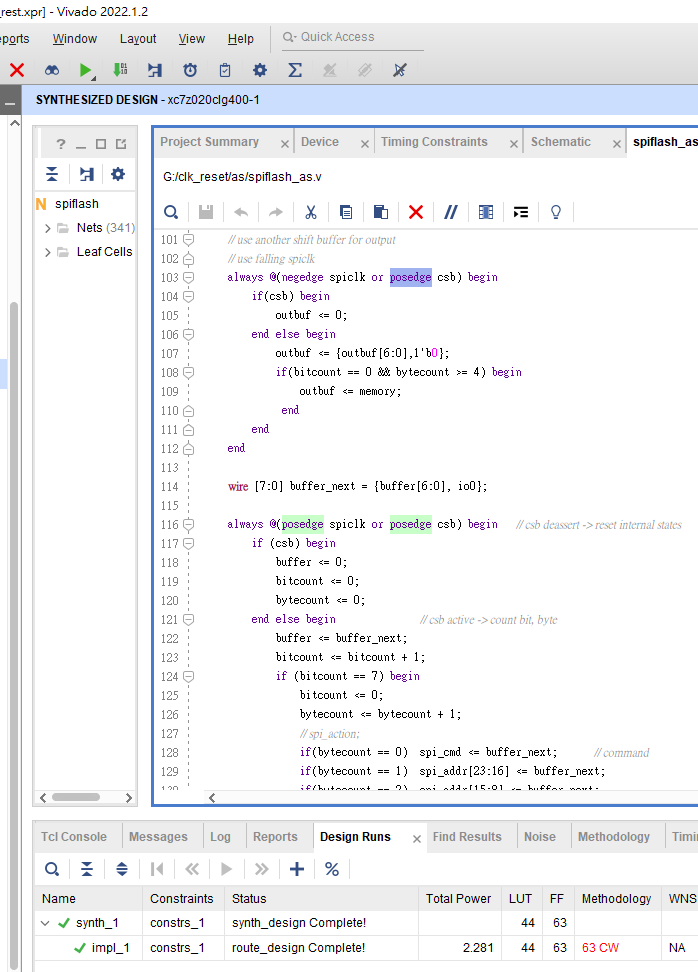 _rest.xpr] - Vivado 2022.1.2
eports Window Layout View Help Quick Access
SYNTHESIZED DESIGN - xc7z020clg400-1
Project Summary Device Timing Constraints Schematic spiflash_as
G:/clk_reset/as/spiflash_as.v
N spiflash
Nets (341)
Leaf Cells
101 // use another shift buffer for output
102 // use falling spiclk
103 always @(negedge spiclk or posedge csb) begin
104 if(csb) begin
105 outbuf <= 0;
106 end else begin
107 outbuf <= {outbuf[6:0],1'b0};
108 if(bitcount == 0 && bytecount >= 4) begin
109 outbuf <= memory;
110 end
111 end
112 end
113
114 wire [7:0] buffer_next = {buffer[6:0], io0};
115
116 always @(posedge spiclk or posedge csb) begin // csb deassert -> reset internal states
117 if (csb) begin
118 buffer <= 0;
119 bitcount <= 0;
120 bytecount <= 0;
121 end else begin // csb active -> count bit, byte
122 buffer <= buffer_next;
123 bitcount <= bitcount + 1;
124 if (bitcount == 7) begin
125 bitcount <= 0;
126 bytecount <= bytecount + 1;
127 // spi_action;
128 if(bytecount == 0) spi_cmd <= buffer_next; // command
129 if(bytecount == 1) spi_addr[23:16] <= buffer_next;
Tcl Console Messages Log Reports Design Runs Find Results Noise Methodology Timi
Name Constraints Status Total Power LUT FF Methodology WNS
synth_1 constrs_1 synth_design Complete! 44 63
impl_1 constrs_1 route_design Complete! 2.281 44 63 63 CW NA